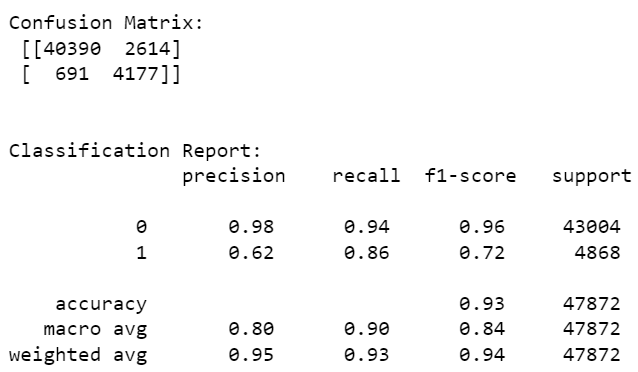 Confusion Matrix:
[[40390 2614]
[ 691 4177]]
Classification Report:
precision recall f1-score support
0 0.98 0.94 0.96 43004
1 0.62 0.86 0.72 4868
accuracy 0.93 47872
macro avg 0.80 0.90 0.84 47872
weighted avg 0.95 0.93 0.94 47872